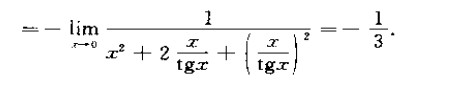 = − lim_{x→0} 1 / (x² + 2 x/tgx + (x/tgx)²) = − 1/3.